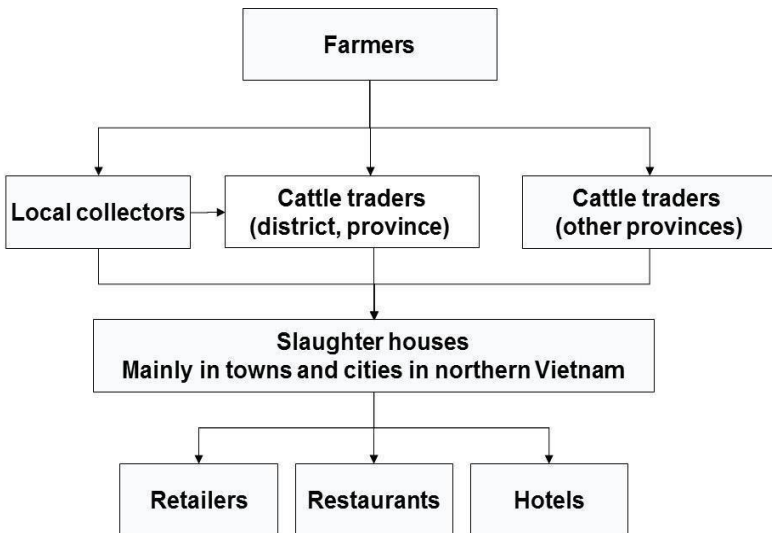 Farmers
Local collectors
Cattle traders
(district, province)
Cattle traders
(other provinces)
Slaughter houses
Mainly in towns and cities in northern Vietnam
Retailers
Restaurants
Hotels